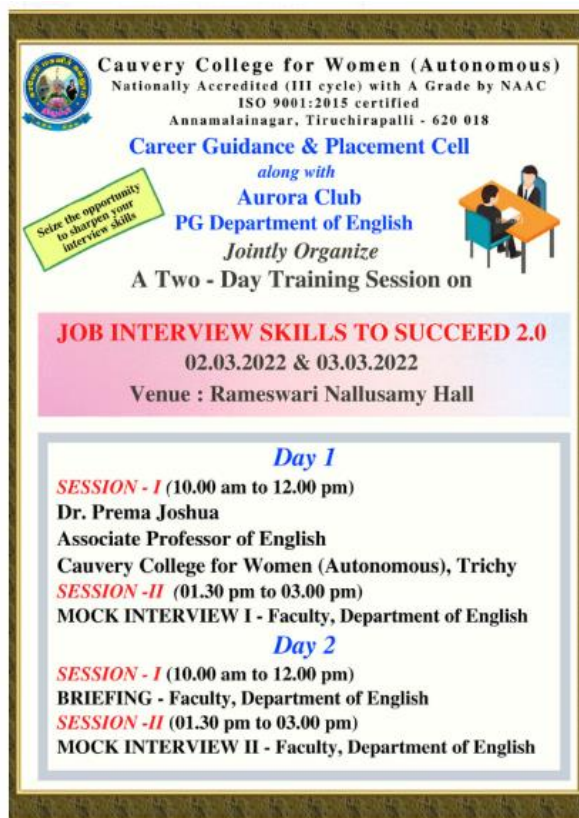 Cauvery College for Women (Autonomous)
Nationally Accredited (III cycle) with A Grade by NAAC
ISO 9001:2015 certified
Annamalainagar, Tiruchirapalli - 620 018
Career Guidance & Placement Cell
along with
Aurora Club
PG Department of English
Seize the opportunity
to sharpen your
interview skills
Jointly Organize
A Two - Day Training Session on
JOB INTERVIEW SKILLS TO SUCCEED 2.0
02.03.2022 & 03.03.2022
Venue : Rameswari Nallusamy Hall
Day 1
SESSION - I (10.00 am to 12.00 pm)
Dr. Prema Joshua
Associate Professor of English
Cauvery College for Women (Autonomous), Trichy
SESSION -II (01.30 pm to 03.00 pm)
MOCK INTERVIEW I - Faculty, Department of English
Day 2
SESSION - I (10.00 am to 12.00 pm)
BRIEFING - Faculty, Department of English
SESSION -II (01.30 pm to 03.00 pm)
MOCK INTERVIEW II - Faculty, Department of English